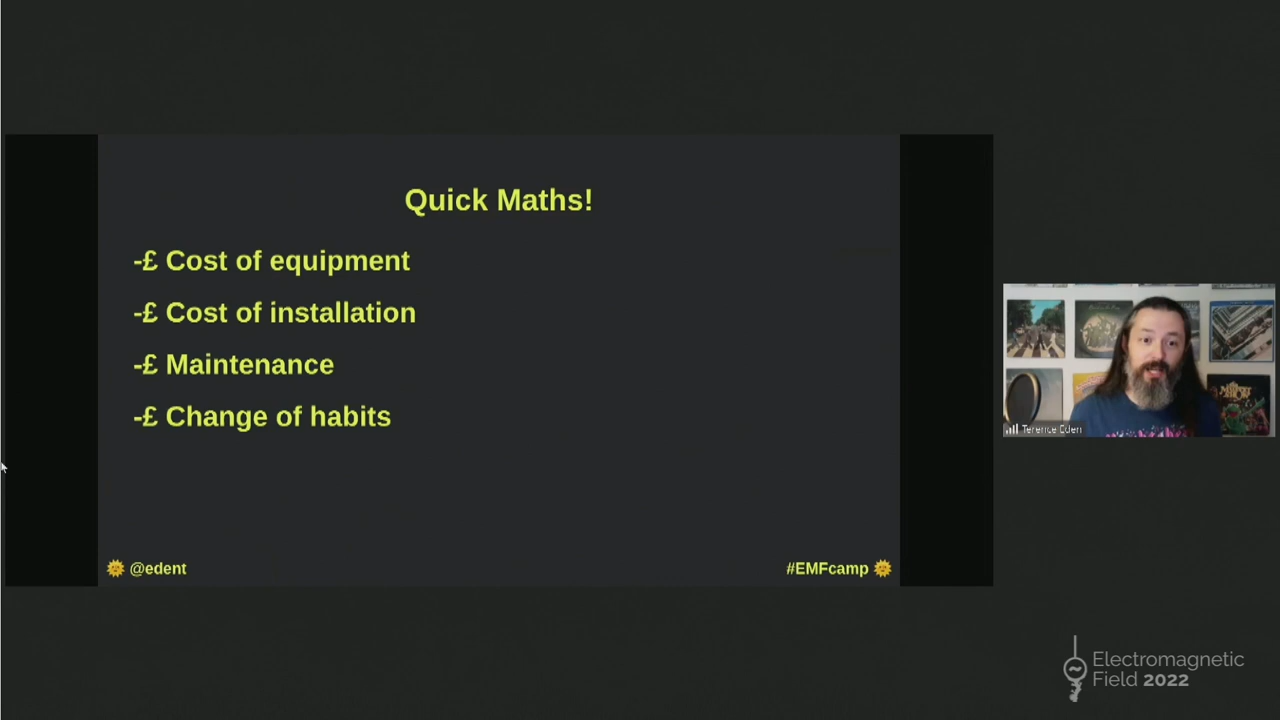 Quick Maths!
-£ Cost of equipment
-£ Cost of installation
-£ Maintenance
-£ Change of habits
@edent
#EMFcamp
Terence Eden
Electromagnetic
Field 2022